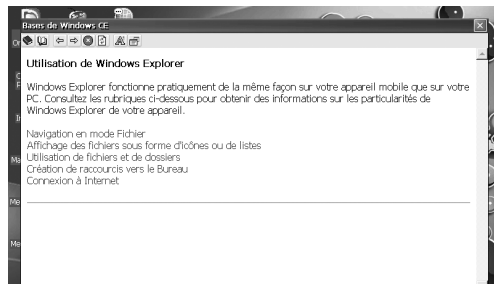 Bases de Windows CE
Utilisation de Windows Explorer
Windows Explorer fonctionne pratiquement de la même façon sur votre appareil mobile que sur votre
PC. Consultez les rubriques ci-dessous pour obtenir des informations sur les particularités de
Windows Explorer de votre appareil.
Navigation en mode Fichier
Affichage des fichiers sous forme d'icônes ou de listes
Utilisation de fichiers et de dossiers
Création de raccourcis vers le Bureau
Connexion à Internet